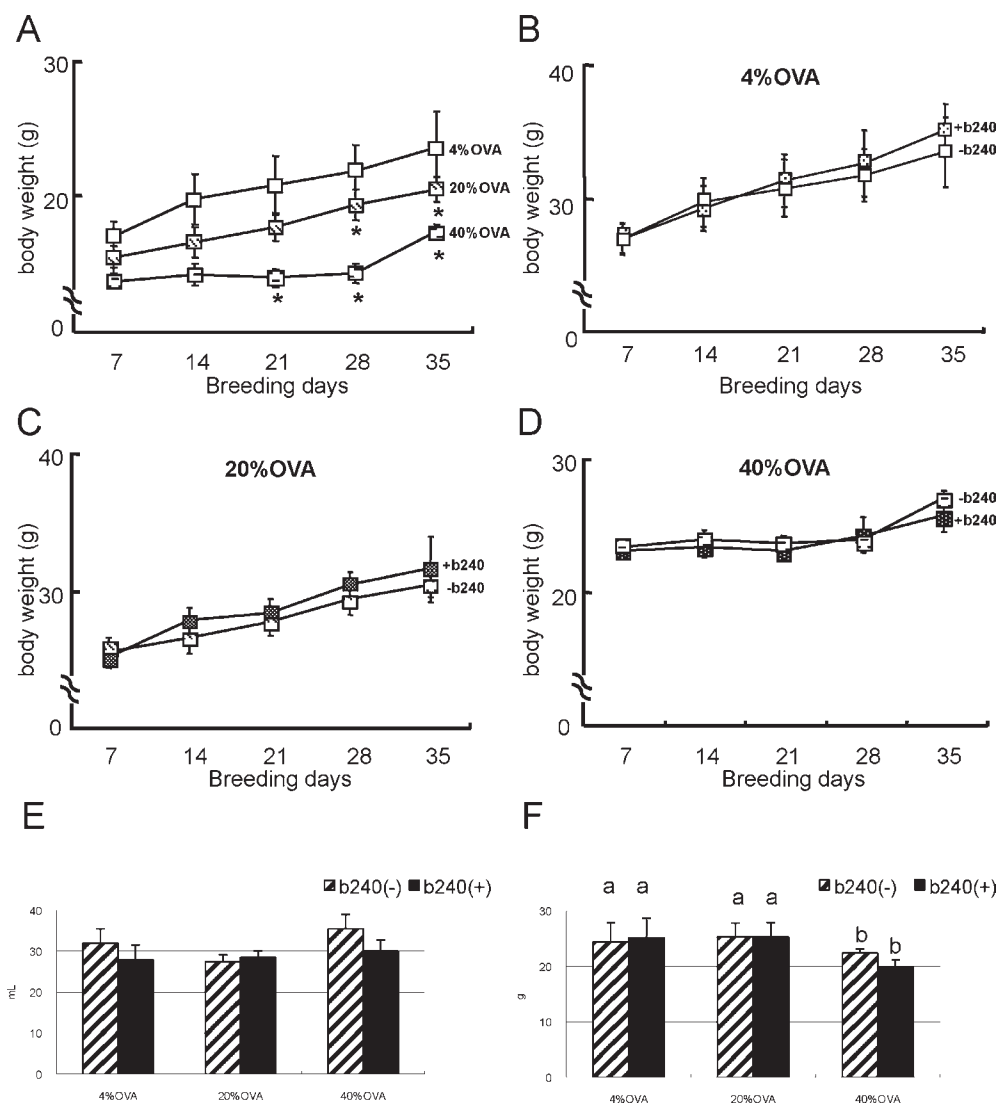 A
30
20
0
body weight (g)
4%OVA
20%OVA
40%OVA
*
*
*
*
*
7 14 21 28 35
Breeding days
B
4%OVA
40
30
0
body weight (g)
+b240
-b240
7 14 21 28 35
Breeding days
C
20%OVA
40
30
0
body weight (g)
+b240
-b240
7 14 21 28 35
Breeding days
D
40%OVA
30
20
0
body weight (g)
-b240
+b240
7 14 21 28 35
Breeding days
E
b240(-) b240(+)
40
30
20
10
0
mL
4%OVA 20%OVA 40%OVA
F
b240(-) b240(+)
a a a a b b
30
20
10
0
g
4%OVA 20%OVA 40%OVA